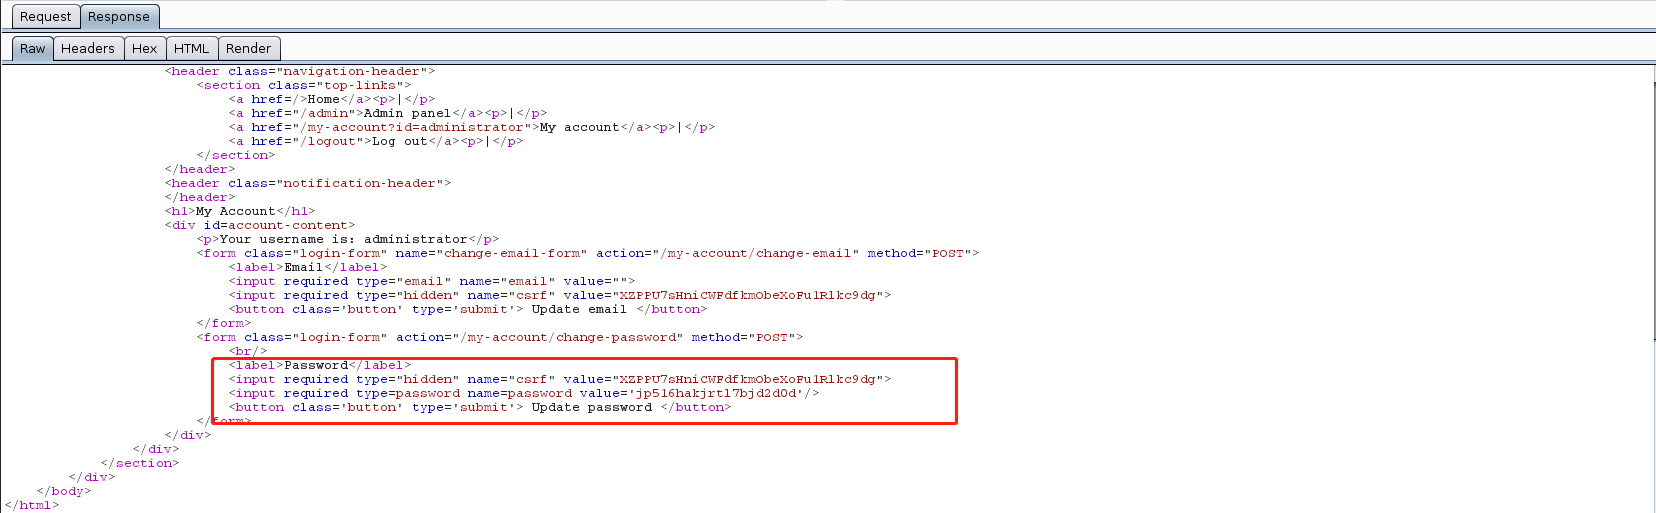 Request Response
Raw Headers Hex HTML Render
<header class="navigation-header">
<section class="top-links">
<a href=/>Home</a><p>|</p>
<a href="/admin">Admin panel</a><p>|</p>
<a href="/my-account?id=administrator">My account</a><p>|</p>
<a href="/logout">Log out</a><p>|</p>
</section>
</header>
<header class="notification-header">
</header>
<h1>My Account</h1>
<div id=account-content>
<p>Your username is: administrator</p>
<form class="login-form" name="change-email-form" action="/my-account/change-email" method="POST">
<label>Email</label>
<input required type="email" name="email" value="">
<input required type="hidden" name="csrf" value="XZPPU7sHniCWFdfkmObeXoFu1Rlkc9dg">
<button class='button' type='submit'> Update email </button>
</form>
<form class="login-form" action="/my-account/change-password" method="POST">
<br/>
<label>Password</label>
<input required type="hidden" name="csrf" value="XZPPU7sHniCWFdfkmObeXoFu1Rlkc9dg">
<input required type=password name=password value='jp516hakjrtl7bjd2d0d'/>
<button class='button' type='submit'> Update password </button>
</form>
</div>
</div>
</section>
</div>
</body>
</html>